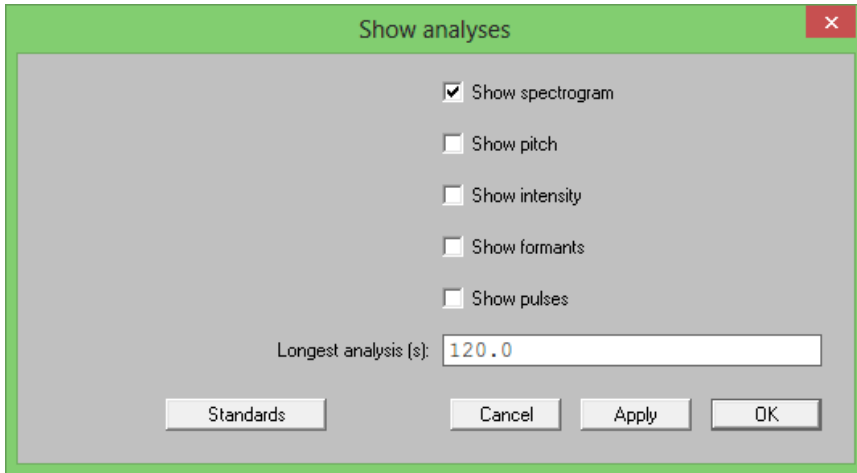 Show analyses
Show spectrogram
Show pitch
Show intensity
Show formants
Show pulses
Longest analysis (s): 120.0
Standards Cancel Apply OK